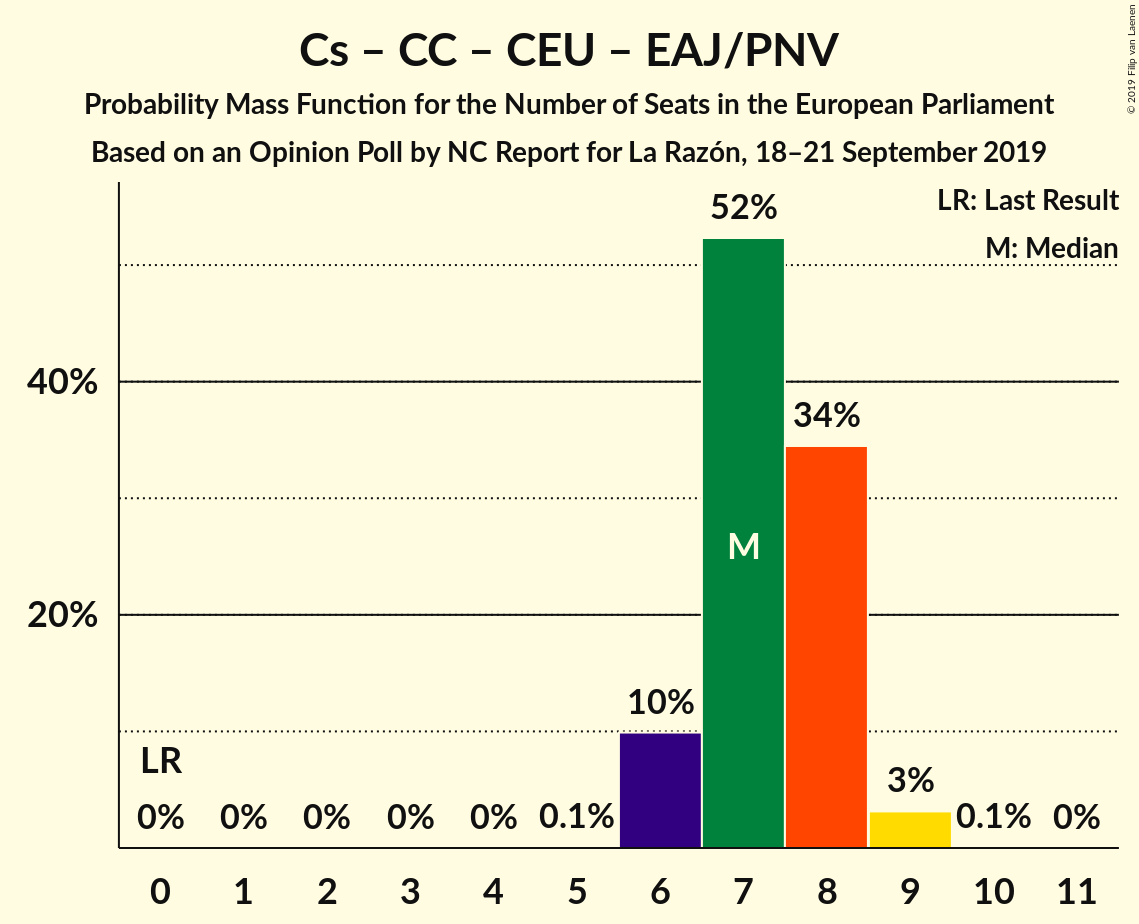 Cs – CC – CEU – EAJ/PNV
Probability Mass Function for the Number of Seats in the European Parliament
Based on an Opinion Poll by NC Report for La Razón, 18–21 September 2019
© 2019 Filip van Laenen
LR: Last Result
M: Median
52%
40%
34%
M
20%
10%
LR
3%
0% 0% 0% 0% 0% 0.1% 0.1% 0%
0 1 2 3 4 5 6 7 8 9 10 11